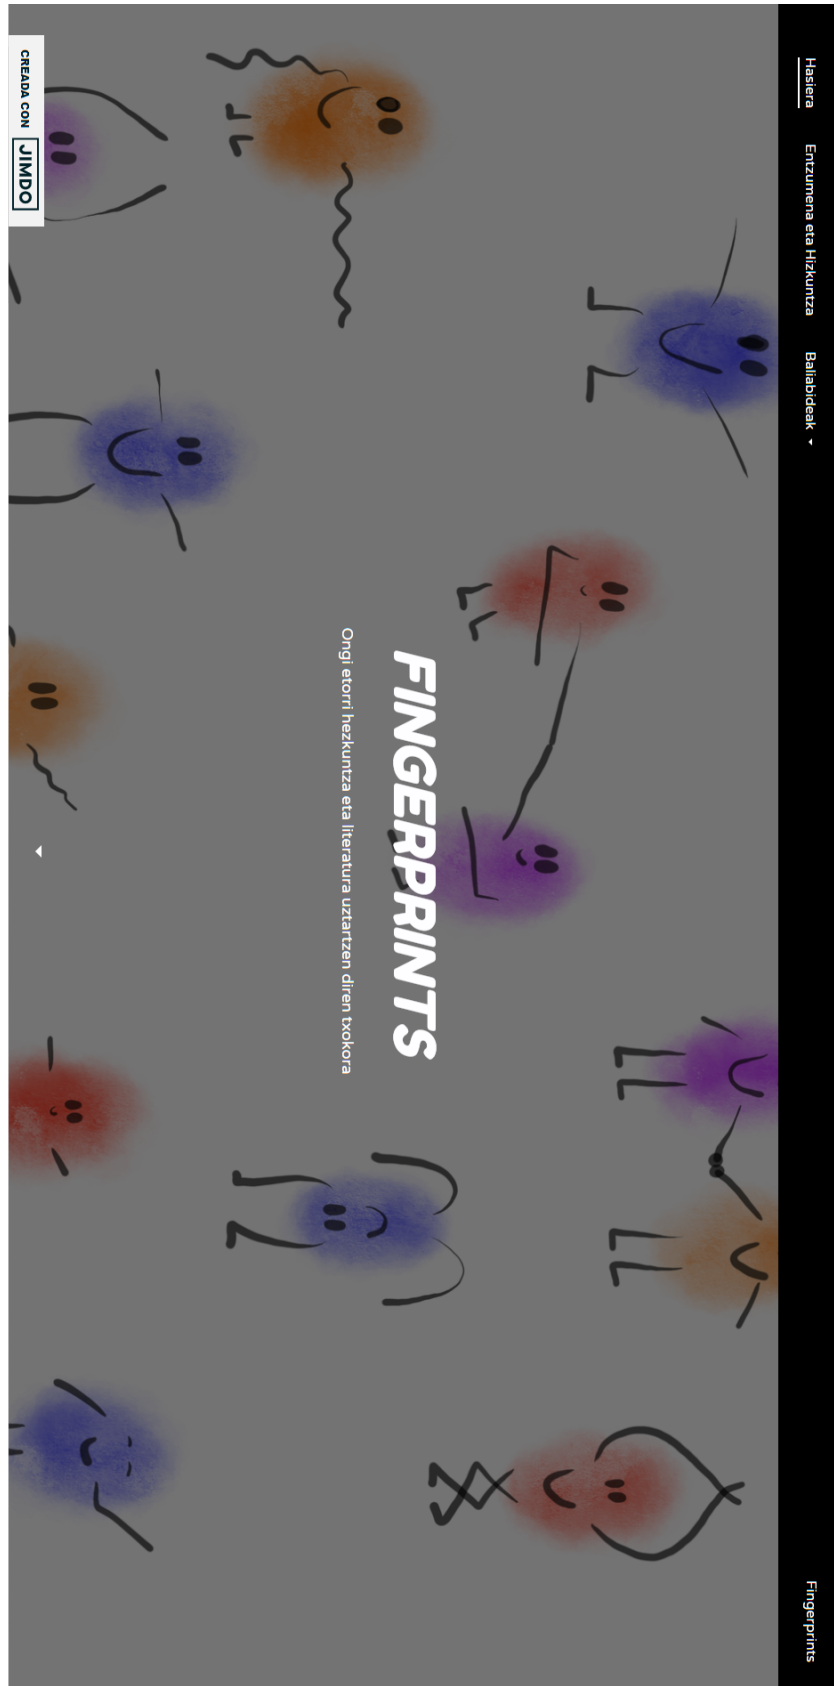 Hasiera
Entzumena eta Hizkuntza
Baliabideak
Fingerprints
FINGERPRINTS
Ongi etorri hezkuntza eta literatura uztartzen diren txokora
CREADA CON JIMDO